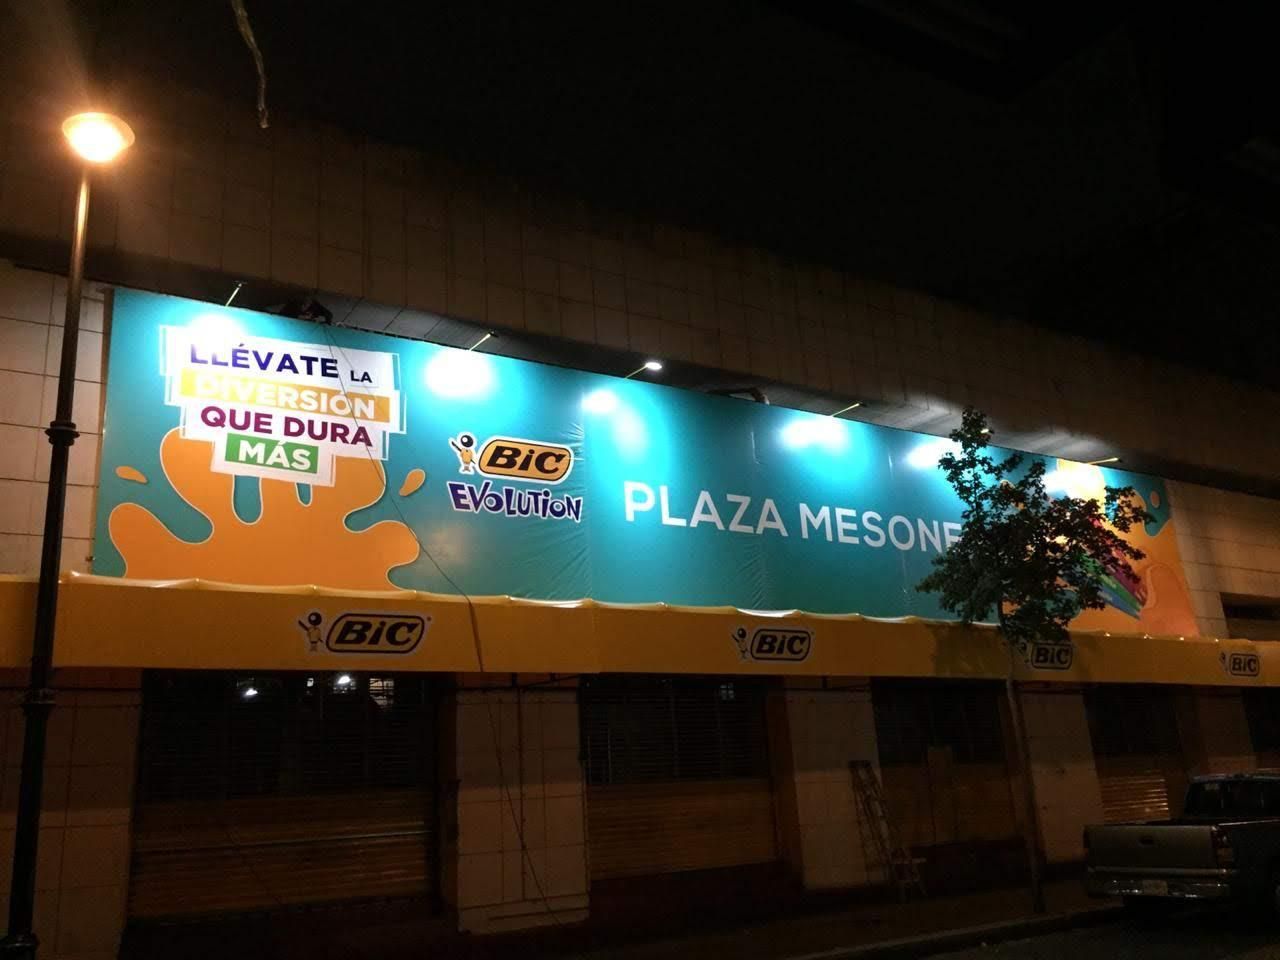 LLÉVATE LA
DIVERSIÓN
QUE DURA
MÁS
BiC
EVOLUTION
PLAZA MESONE
BiC
BiC
BiC
BiC